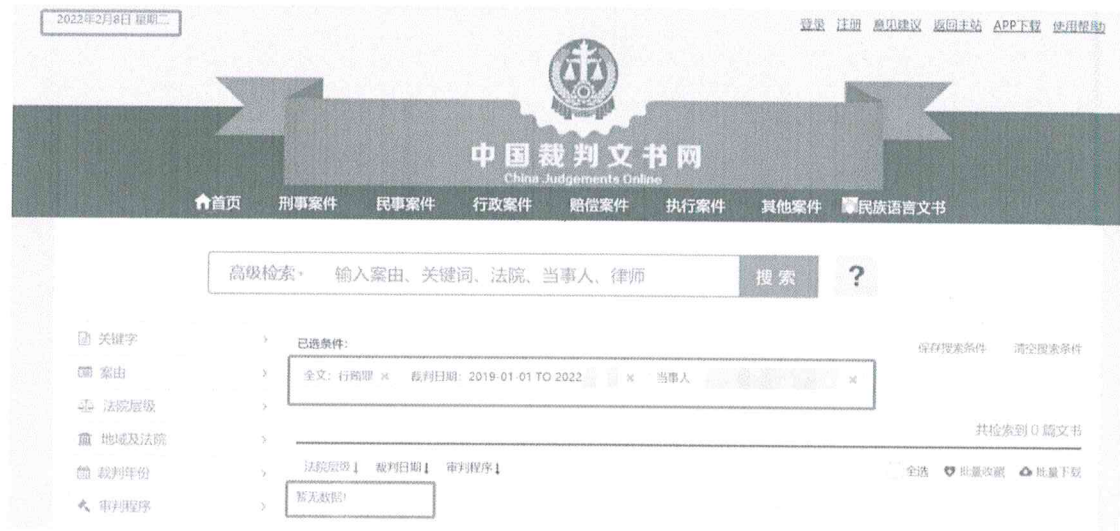 2022年2月8日 星期二
登录 注册 意见建议 返回主站 APP下载 使用帮助
中国裁判文书网
China Judgements Online
首页 刑事案件 民事案件 行政案件 赔偿案件 执行案件 其他案件 民族语言文书
高级检索 输入案由、关键词、法院、当事人、律师 搜索 ?
关键字
案由
法院层级
地域及法院
裁判年份
审判程序
已选条件:
保存搜索条件 清空搜索条件
全文: 行贿罪 × 裁判日期: 2019-01-01 TO 2022 × 当事人 ×
共检索到 0 篇文书
法院层级 裁判日期 审判程序
全选 批量收藏 批量下载
暂无数据!